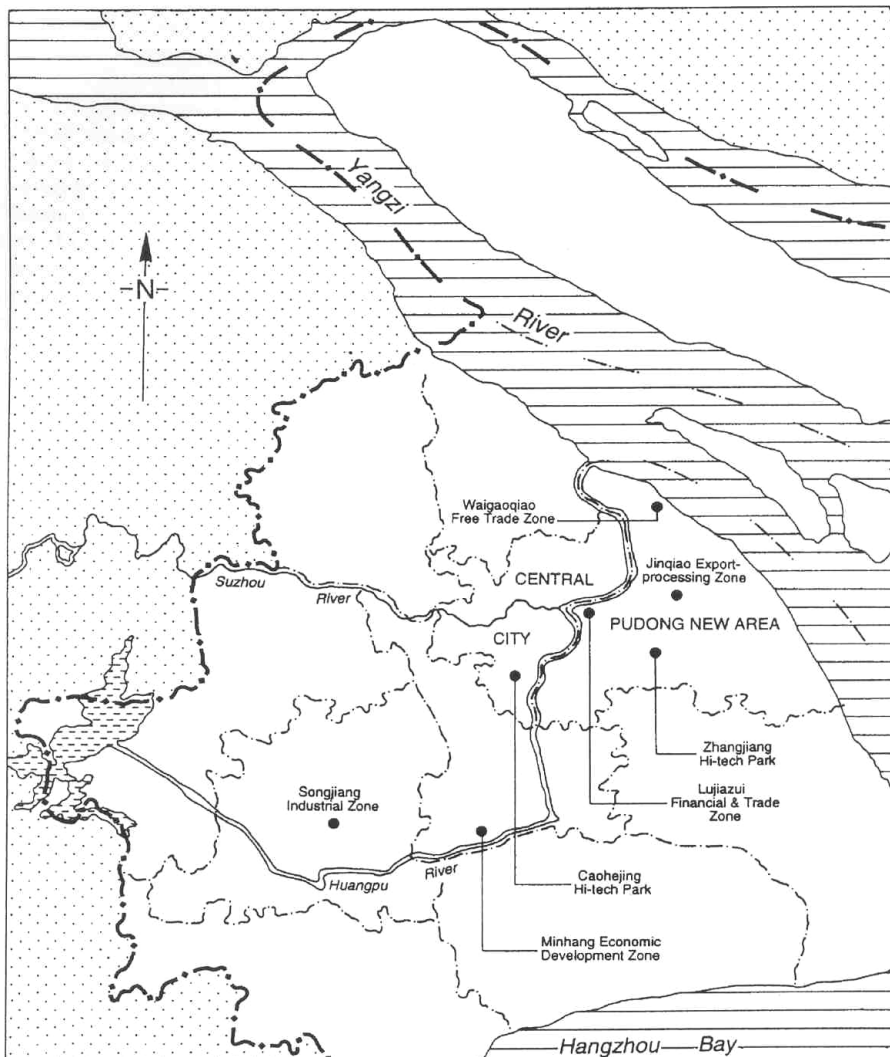 Yangzi
N
River
Waigaoqiao
Free Trade Zone
CENTRAL
Jinqiao Export-
processing Zone
Suzhou
River
CITY
PUDONG NEW AREA
Zhangjiang
Hi-tech Park
Songjiang
Industrial Zone
Lujiazui
Financial & Trade
Zone
River
Huangpu
Caohejing
Hi-tech Park
Minhang Economic
Development Zone
Hangzhou Bay